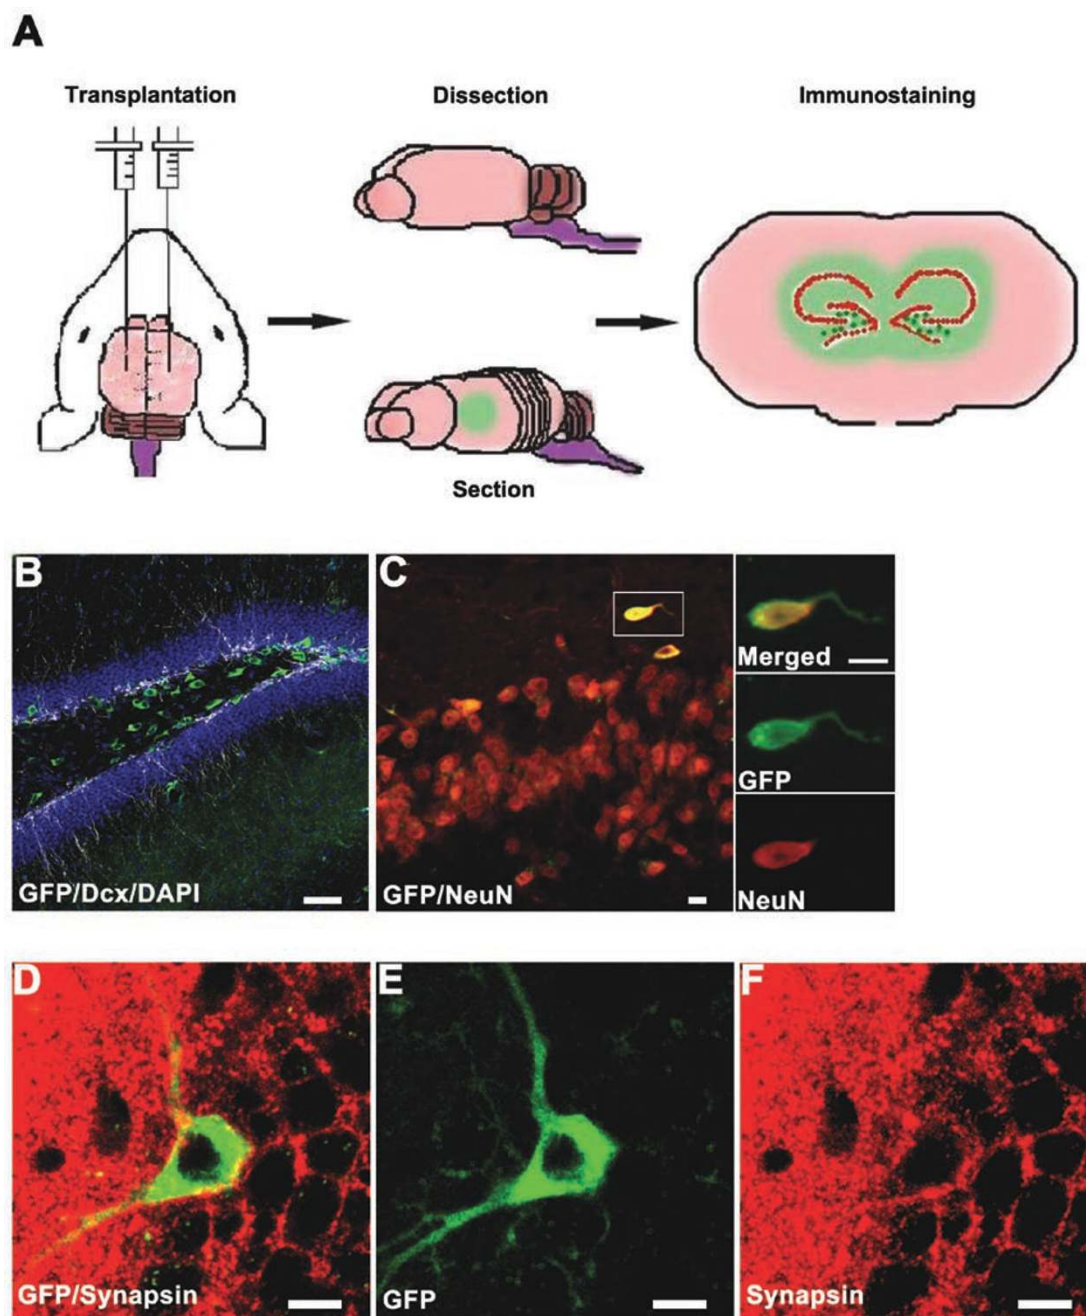 A
Transplantation
Dissection
Immunostaining
Section
B
GFP/Dcx/DAPI
C
GFP/NeuN
Merged
GFP
NeuN
D
GFP/Synapsin
E
GFP
F
Synapsin